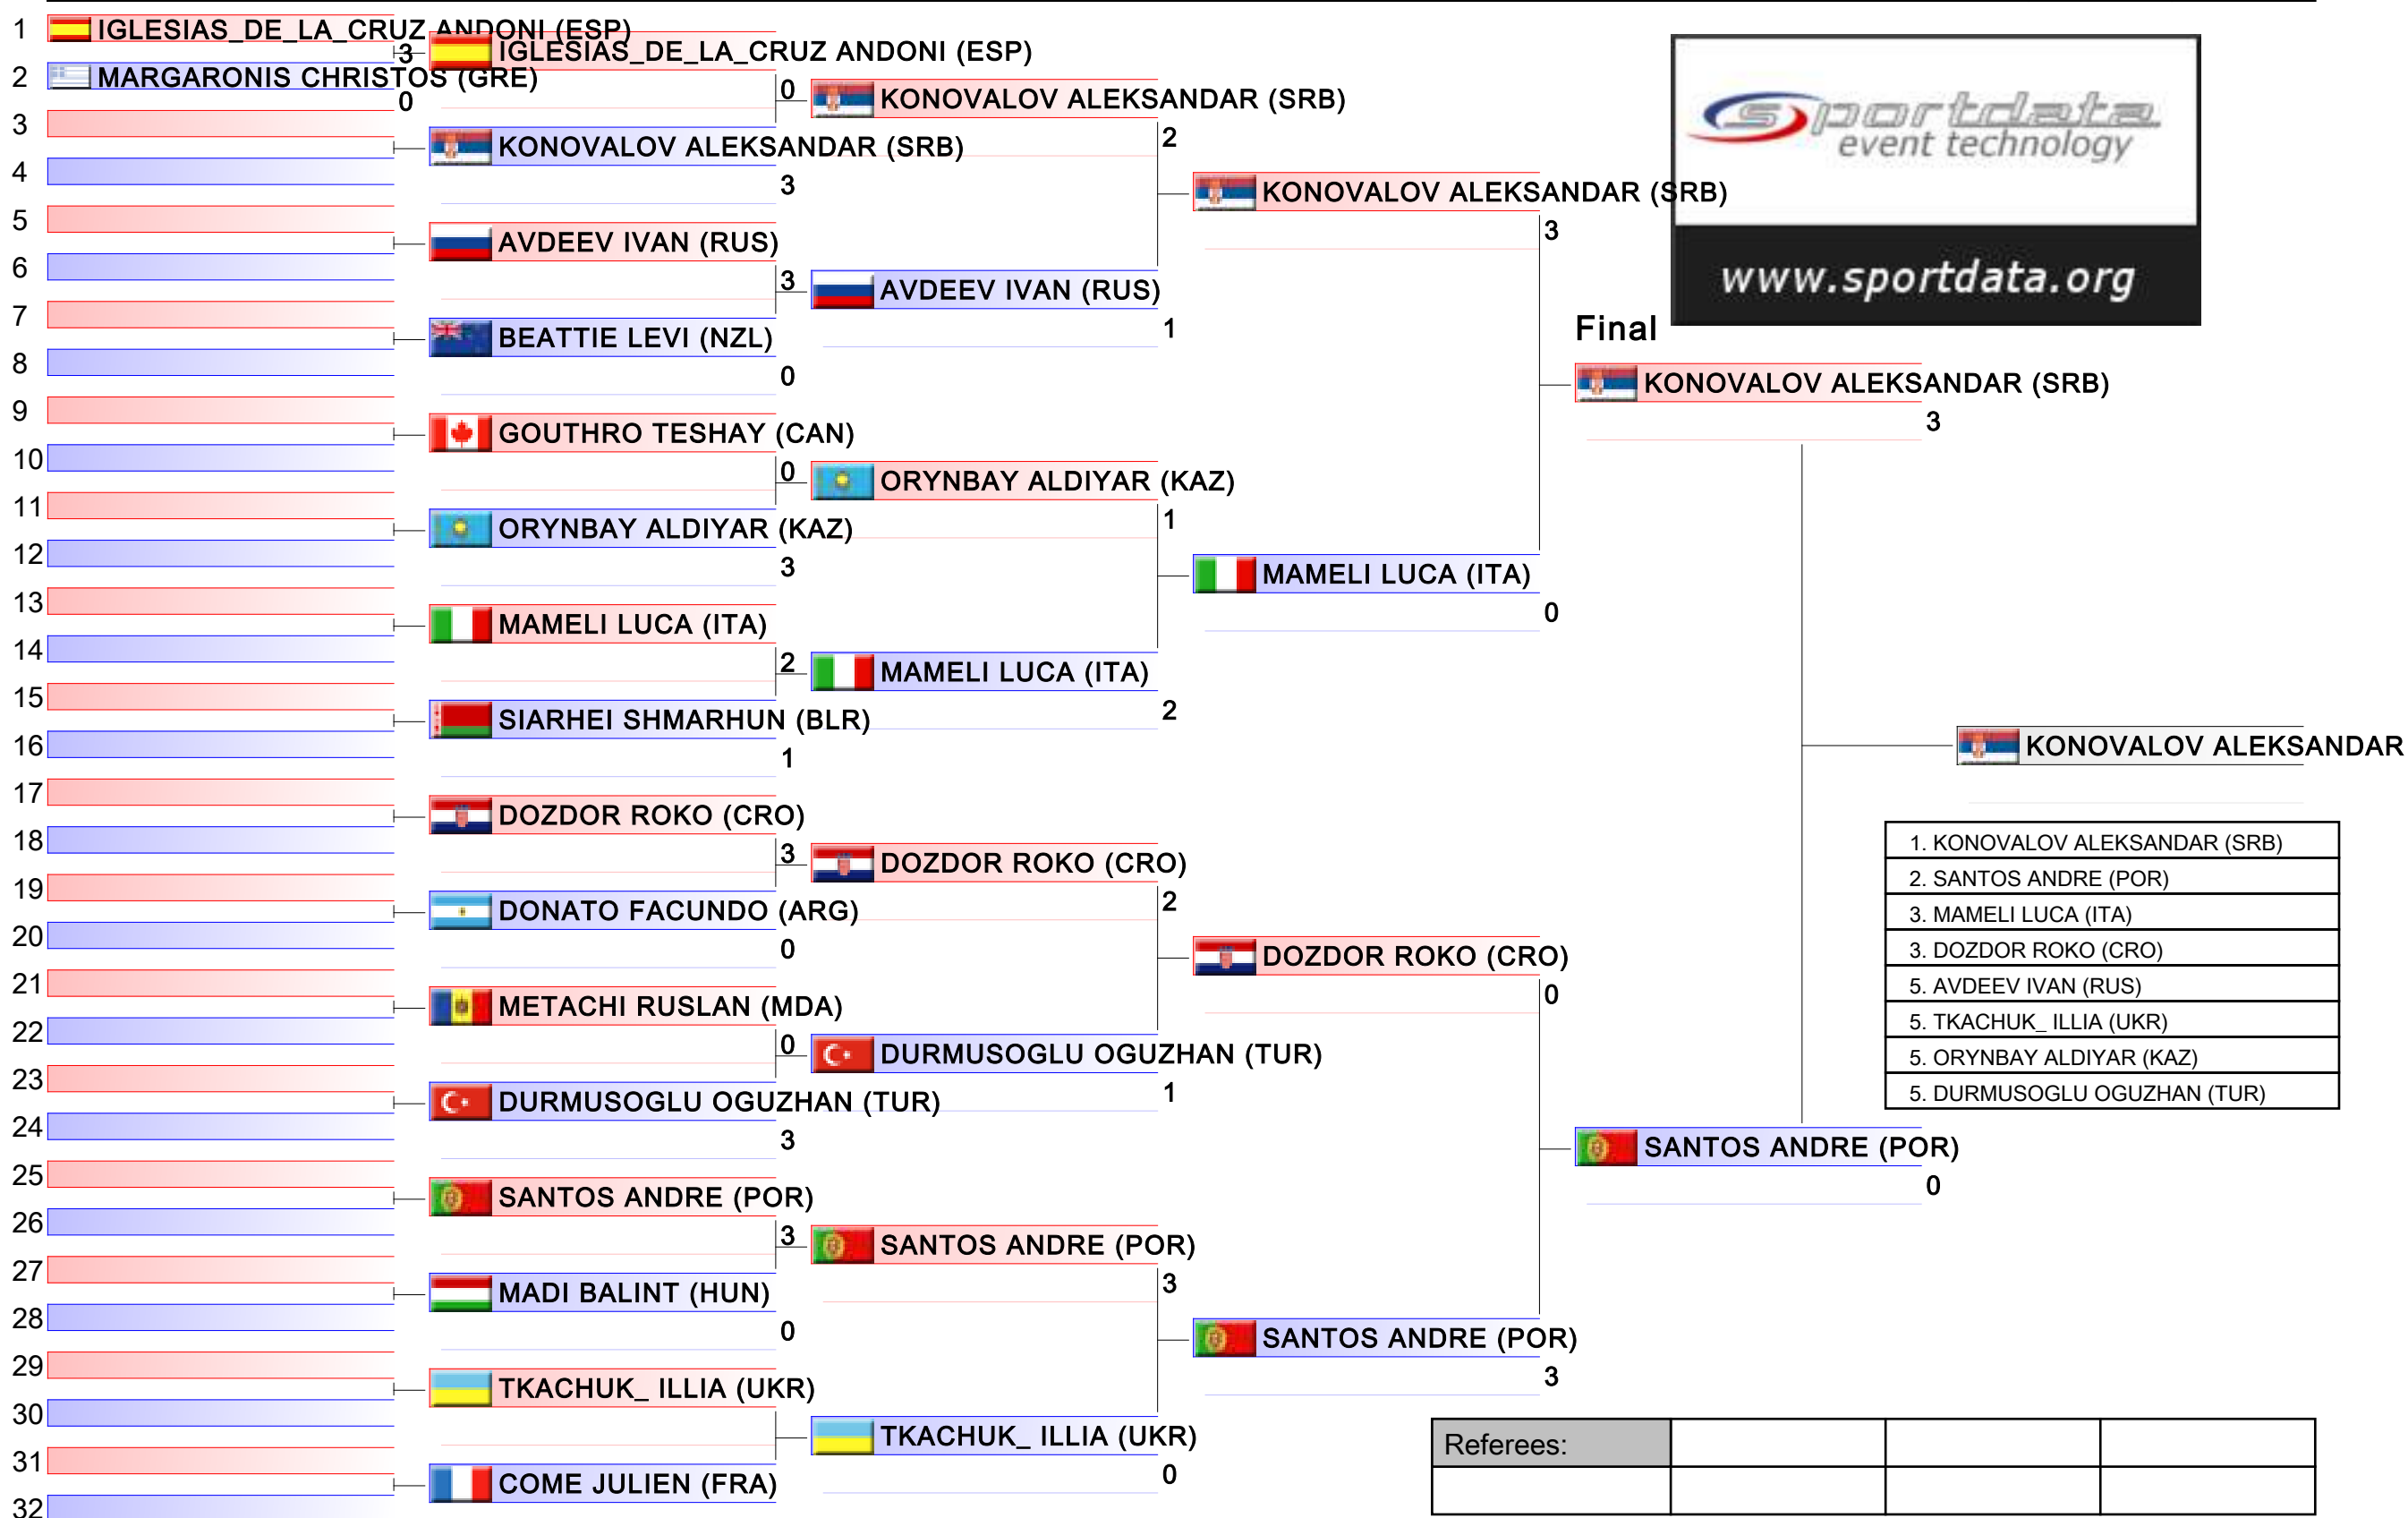 1 IGLESIAS_DE_LA_CRUZ ANDONI (ESP)
3
2 MARGARONIS CHRISTOS (GRE)
0
3
4
5
6
7
8
9
10
11
12
13
14
15
16
17
18
19
20
21
22
23
24
25
26
27
28
29
30
31
32
IGLESIAS_DE_LA_CRUZ ANDONI (ESP)
0
KONOVALOV ALEKSANDAR (SRB)
3
AVDEEV IVAN (RUS)
3
BEATTIE LEVI (NZL)
0
GOUTHRO TESHAY (CAN)
0
ORYNBAY ALDIYAR (KAZ)
3
MAMELI LUCA (ITA)
2
SIARHEI SHMARHUN (BLR)
1
DOZDOR ROKO (CRO)
3
DONATO FACUNDO (ARG)
0
METACHI RUSLAN (MDA)
0
DURMUSOGLU OGUZHAN (TUR)
3
SANTOS ANDRE (POR)
3
MADI BALINT (HUN)
0
TKACHUK_ ILLIA (UKR)
COME JULIEN (FRA)
KONOVALOV ALEKSANDAR (SRB)
2
AVDEEV IVAN (RUS)
1
ORYNBAY ALDIYAR (KAZ)
1
MAMELI LUCA (ITA)
2
DOZDOR ROKO (CRO)
2
DURMUSOGLU OGUZHAN (TUR)
1
SANTOS ANDRE (POR)
3
TKACHUK_ ILLIA (UKR)
0
KONOVALOV ALEKSANDAR (SRB)
3
MAMELI LUCA (ITA)
0
DOZDOR ROKO (CRO)
0
SANTOS ANDRE (POR)
3
Final
KONOVALOV ALEKSANDAR (SRB)
3
SANTOS ANDRE (POR)
0
KONOVALOV ALEKSANDAR
sportdata
event technology
www.sportdata.org
1. KONOVALOV ALEKSANDAR (SRB)
2. SANTOS ANDRE (POR)
3. MAMELI LUCA (ITA)
3. DOZDOR ROKO (CRO)
5. AVDEEV IVAN (RUS)
5. TKACHUK_ ILLIA (UKR)
5. ORYNBAY ALDIYAR (KAZ)
5. DURMUSOGLU OGUZHAN (TUR)
Referees: